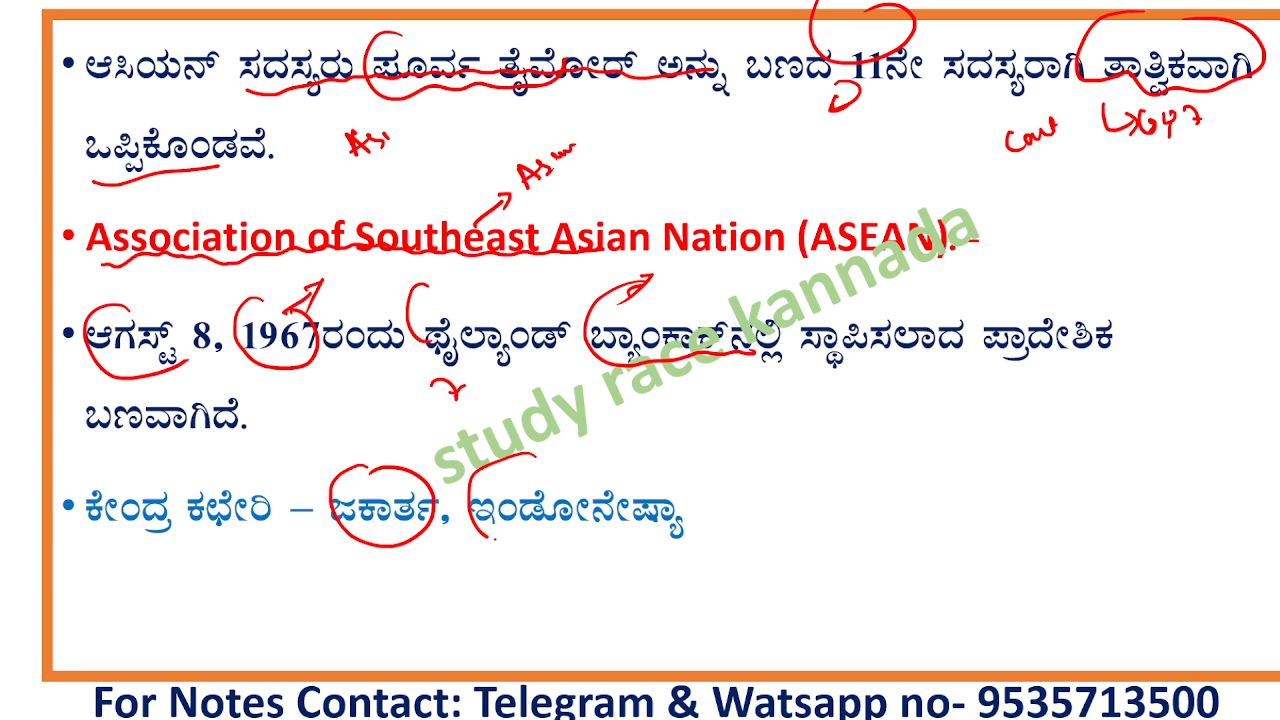 • ಆಸಿಯನ್ ಸದಸ್ಯರು ಪೂರ್ವ ತೈಮೋರ್ ಅನ್ನು ಬಣದ 11ನೇ ಸದಸ್ಯರಾಗಿ ತಾತ್ವಿಕವಾಗಿ
ಒಪ್ಪಿಕೊಂಡವೆ.
• Association of Southeast Asian Nation (ASEAN). –
• ಆಗಸ್ಟ್ 8, 1967ರಂದು ಥೈಲ್ಯಾಂಡ್ ಬ್ಯಾಂಕಾಕ್‌ನಲ್ಲಿ ಸ್ಥಾಪಿಸಲಾದ ಪ್ರಾದೇಶಿಕ
ಬಣವಾಗಿದೆ.
study race kannada
• ಕೇಂದ್ರ ಕಛೇರಿ – ಜಕಾರ್ತ, ಇಂಡೋನೇಷ್ಯಾ
For Notes Contact: Telegram & Watsapp no- 9535713500